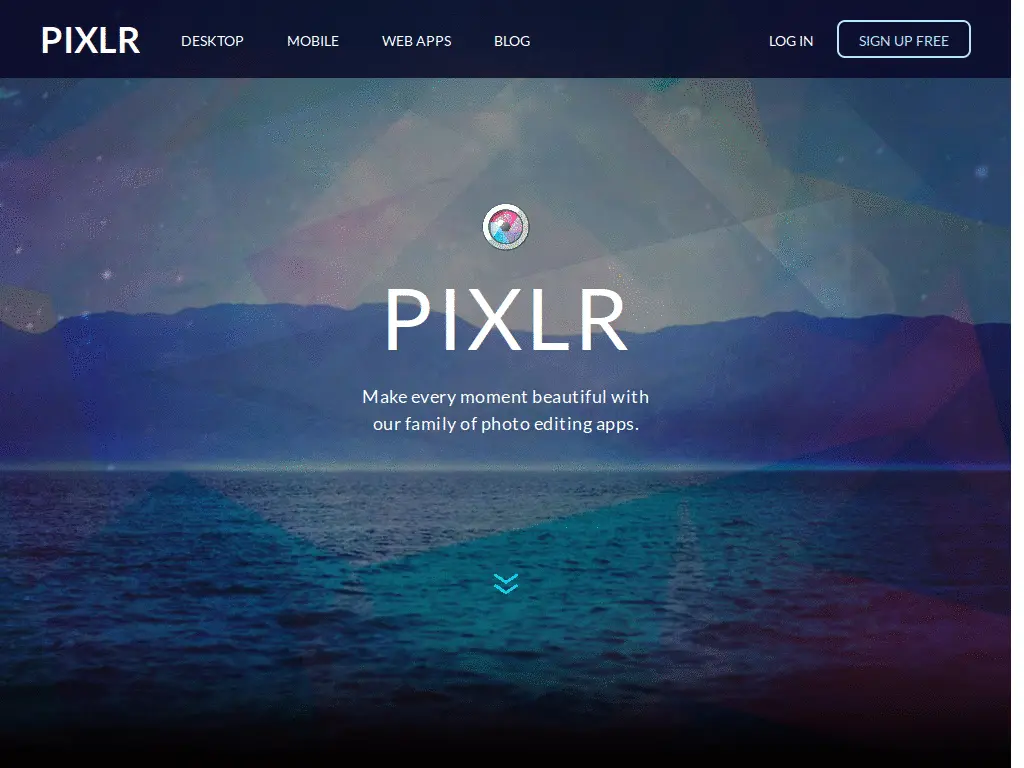 PIXLR DESKTOP MOBILE WEB APPS BLOG LOG IN SIGN UP FREE
PIXLR
Make every moment beautiful with
our family of photo editing apps.